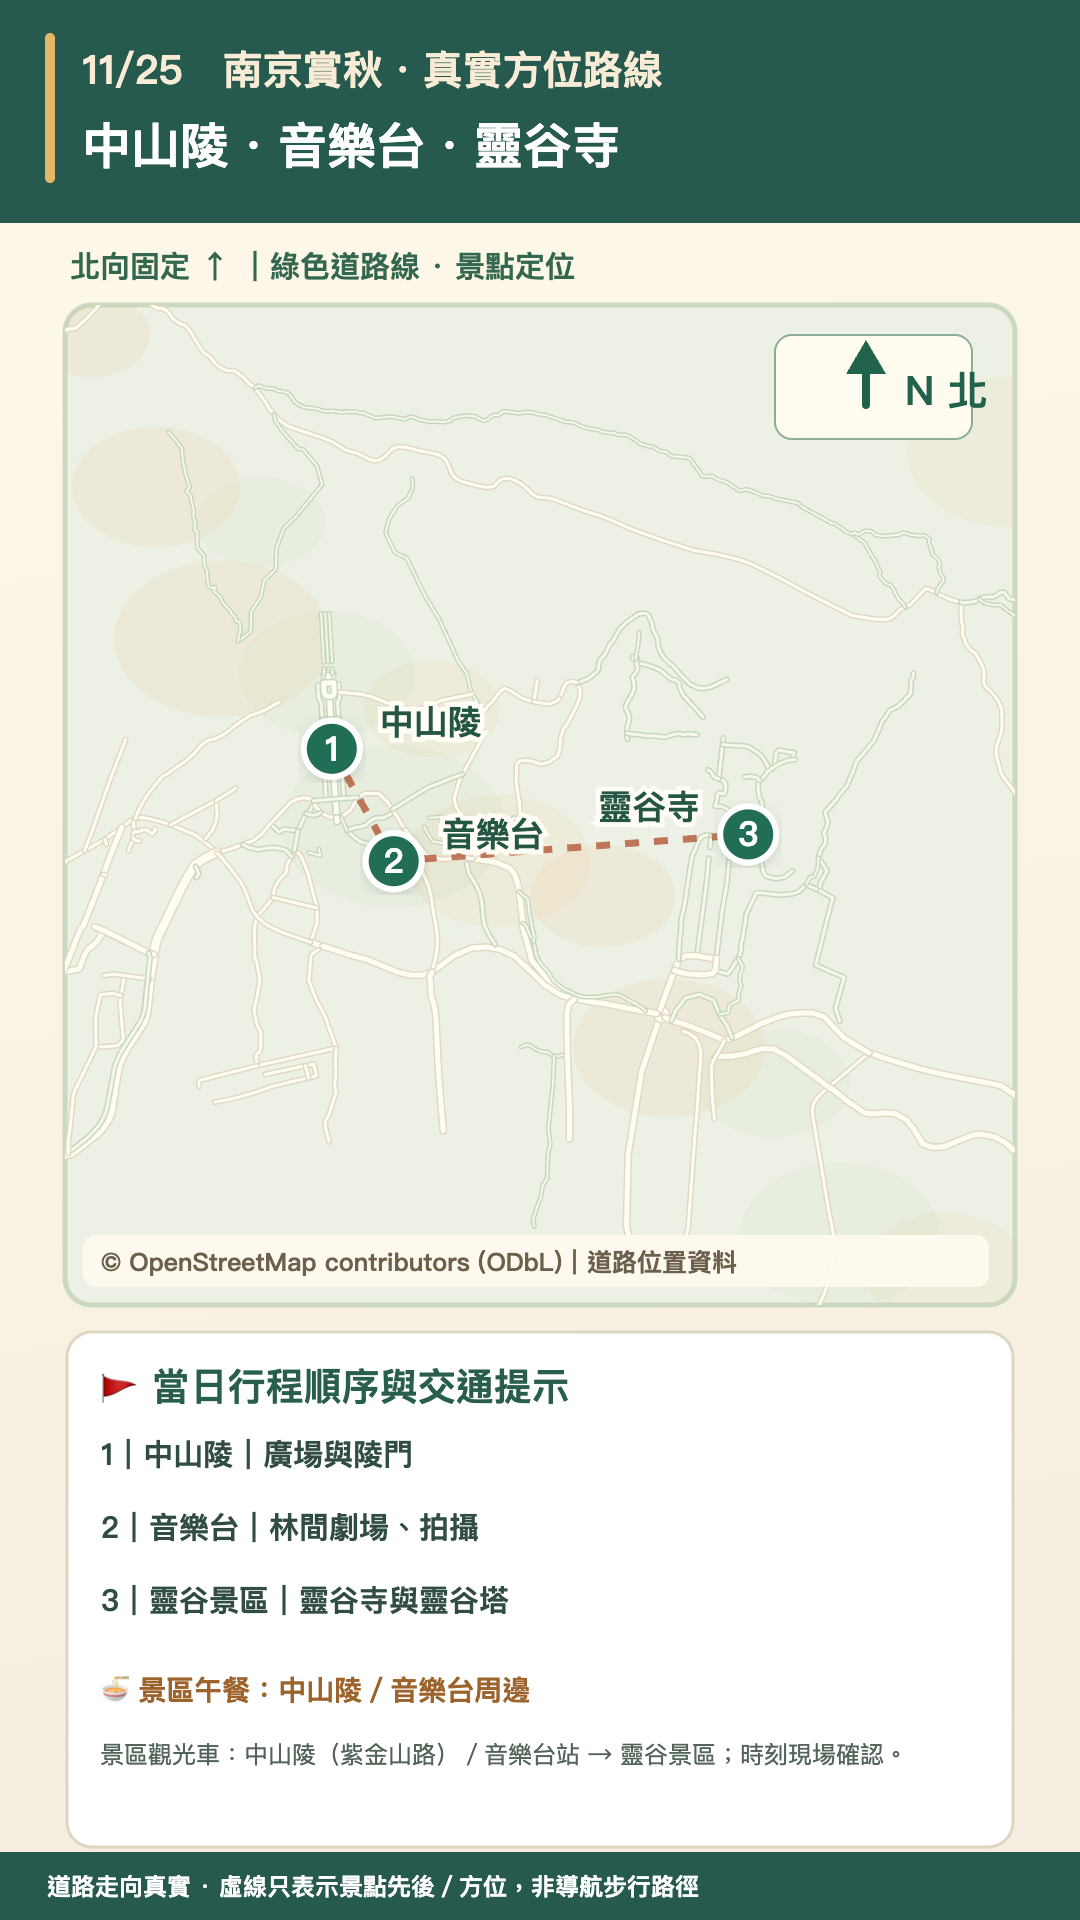 11/25 南京賞秋·真實方位路線
中山陵·音樂台·靈谷寺
北向固定 ↑ |綠色道路線·景點定位
N 北
中山陵
1
靈谷寺
音樂台
3
2
© OpenStreetMap contributors (ODbL)|道路位置資料
🚩 當日行程順序與交通提示
1|中山陵|廣場與陵門
2|音樂台|林間劇場、拍攝
3|靈谷景區|靈谷寺與靈谷塔
🍜 景區午餐:中山陵 / 音樂台周邊
景區觀光車:中山陵(紫金山路) / 音樂台站 → 靈谷景區;時刻現場確認。
道路走向真實·虛線只表示景點先後 / 方位,非導航步行路徑